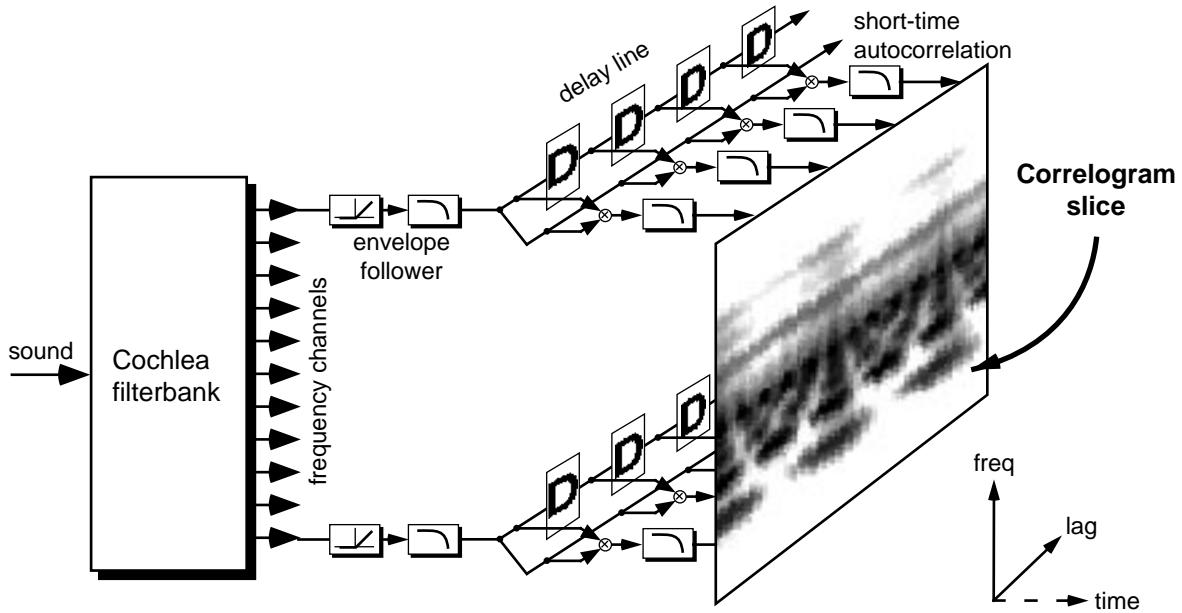 short-time
autocorrelation
delay line
D
D
D
D
Correlogram
slice
envelope
follower
frequency channels
sound
Cochlea
filterbank
D
D
D
freq
lag
time